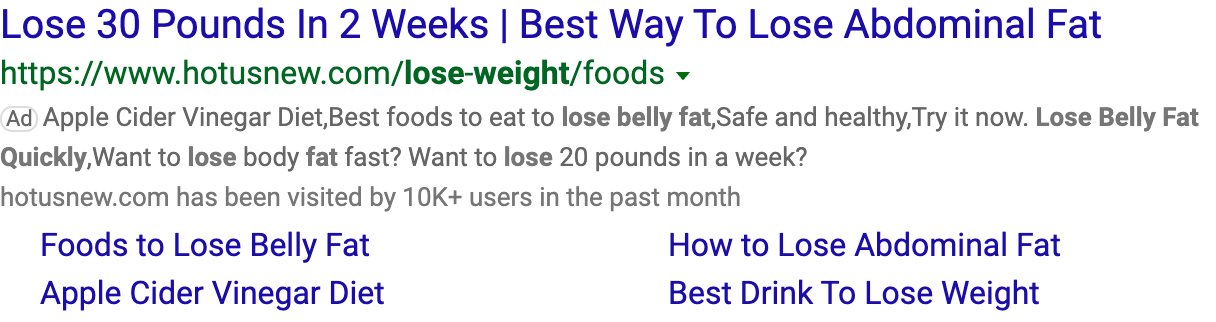 Lose 30 Pounds In 2 Weeks | Best Way To Lose Abdominal Fat
https://www.hotusnew.com/lose-weight/foods
Ad Apple Cider Vinegar Diet,Best foods to eat to lose belly fat,Safe and healthy,Try it now. Lose Belly Fat
Quickly,Want to lose body fat fast? Want to lose 20 pounds in a week?
hotusnew.com has been visited by 10K+ users in the past month
Foods to Lose Belly Fat How to Lose Abdominal Fat
Apple Cider Vinegar Diet Best Drink To Lose Weight